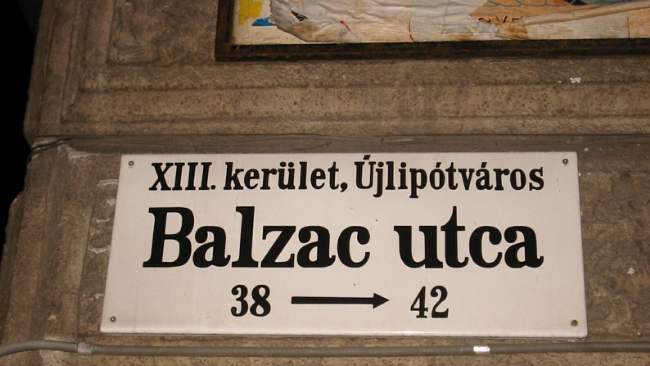 XIII. kerület, Újlipótváros
Balzac utca
38 → 42